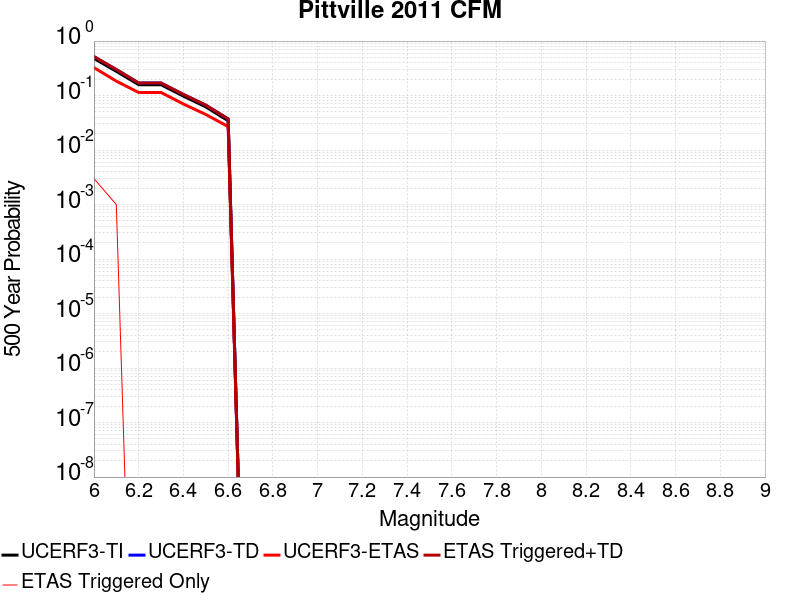 Pittville 2011 CFM
10^0
10^-1
10^-2
10^-3
10^-4
10^-5
10^-6
10^-7
10^-8
500 Year Probability
6 6.2 6.4 6.6 6.8 7 7.2 7.4 7.6 7.8 8 8.2 8.4 8.6 8.8 9
Magnitude
UCERF3-TI UCERF3-TD UCERF3-ETAS ETAS Triggered+TD
ETAS Triggered Only